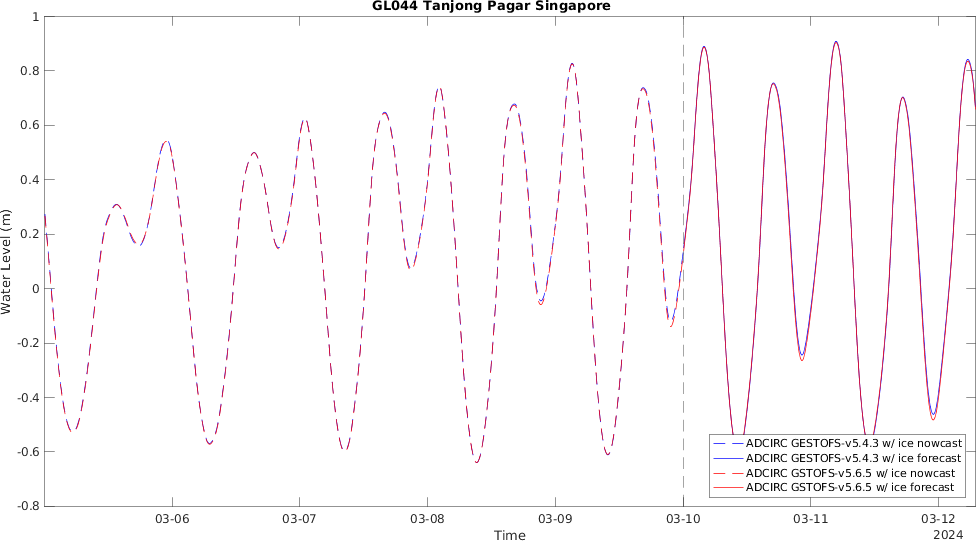 GL044 Tanjong Pagar Singapore
Water Level (m)
1
0.8
0.6
0.4
0.2
0
-0.2
-0.4
-0.6
-0.8
ADCIRC GESTOFS-v5.4.3 w/ ice nowcast
ADCIRC GESTOFS-v5.4.3 w/ ice forecast
ADCIRC GSTOFS-v5.6.5 w/ ice nowcast
ADCIRC GSTOFS-v5.6.5 w/ ice forecast
03-06 03-07 03-08 03-09 03-10 03-11 03-12
Time 2024